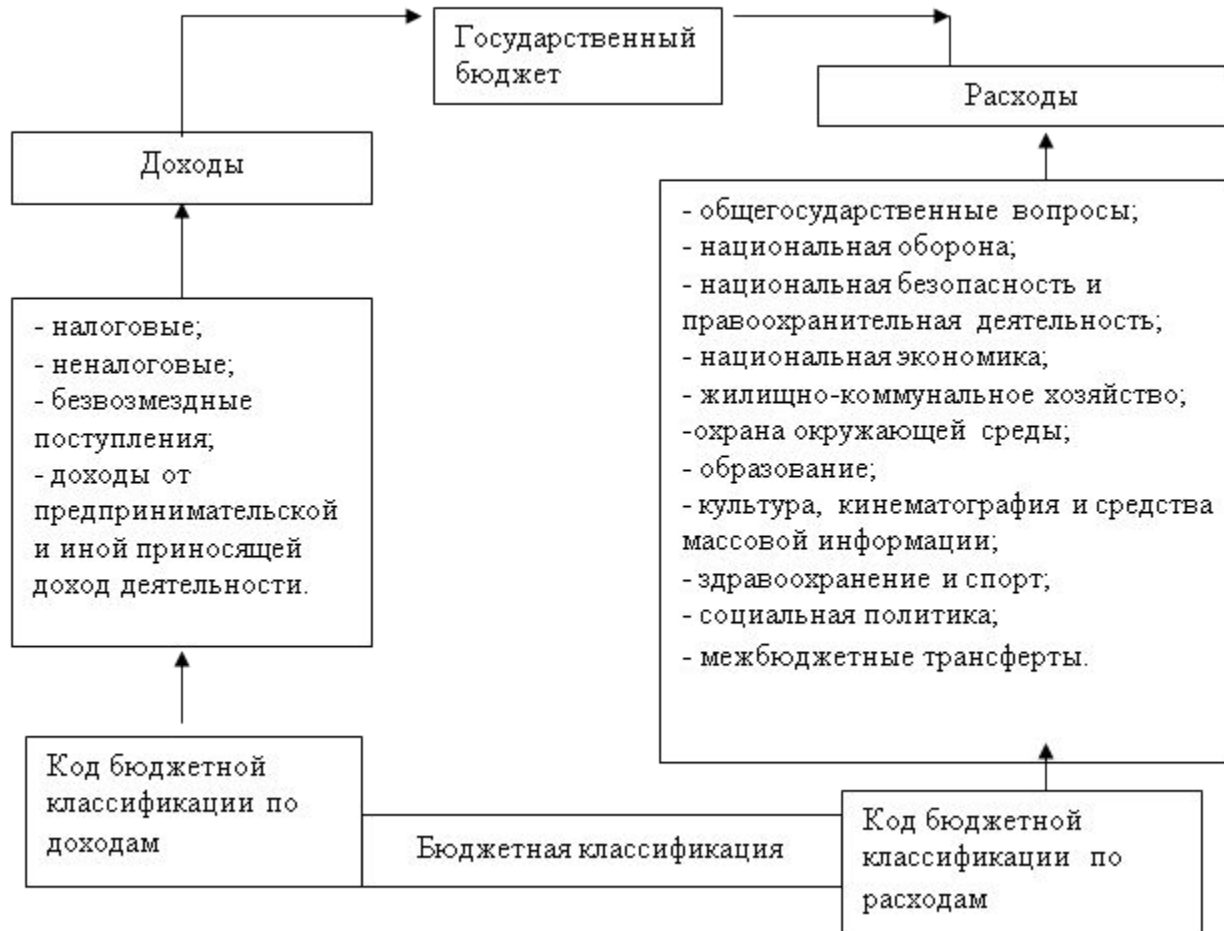 Государственный
бюджет
Расходы
Доходы
- общегосударственные вопросы;
- национальная оборона;
- национальная безопасность и
правоохранительная деятельность;
- национальная экономика;
- жилищно-коммунальное хозяйство;
-охрана окружающей среды;
- образование;
- культура, кинематография и средства
массовой информации;
- здравоохранение и спорт;
- социальная политика;
- межбюджетные трансферты.
- налоговые;
- неналоговые;
- безвозмездные
поступления;
- доходы от
предпринимательской
и иной приносящей
доход деятельности.
Код бюджетной
классификации по
доходам
Бюджетная классификация
Код бюджетной
классификации по
расходам